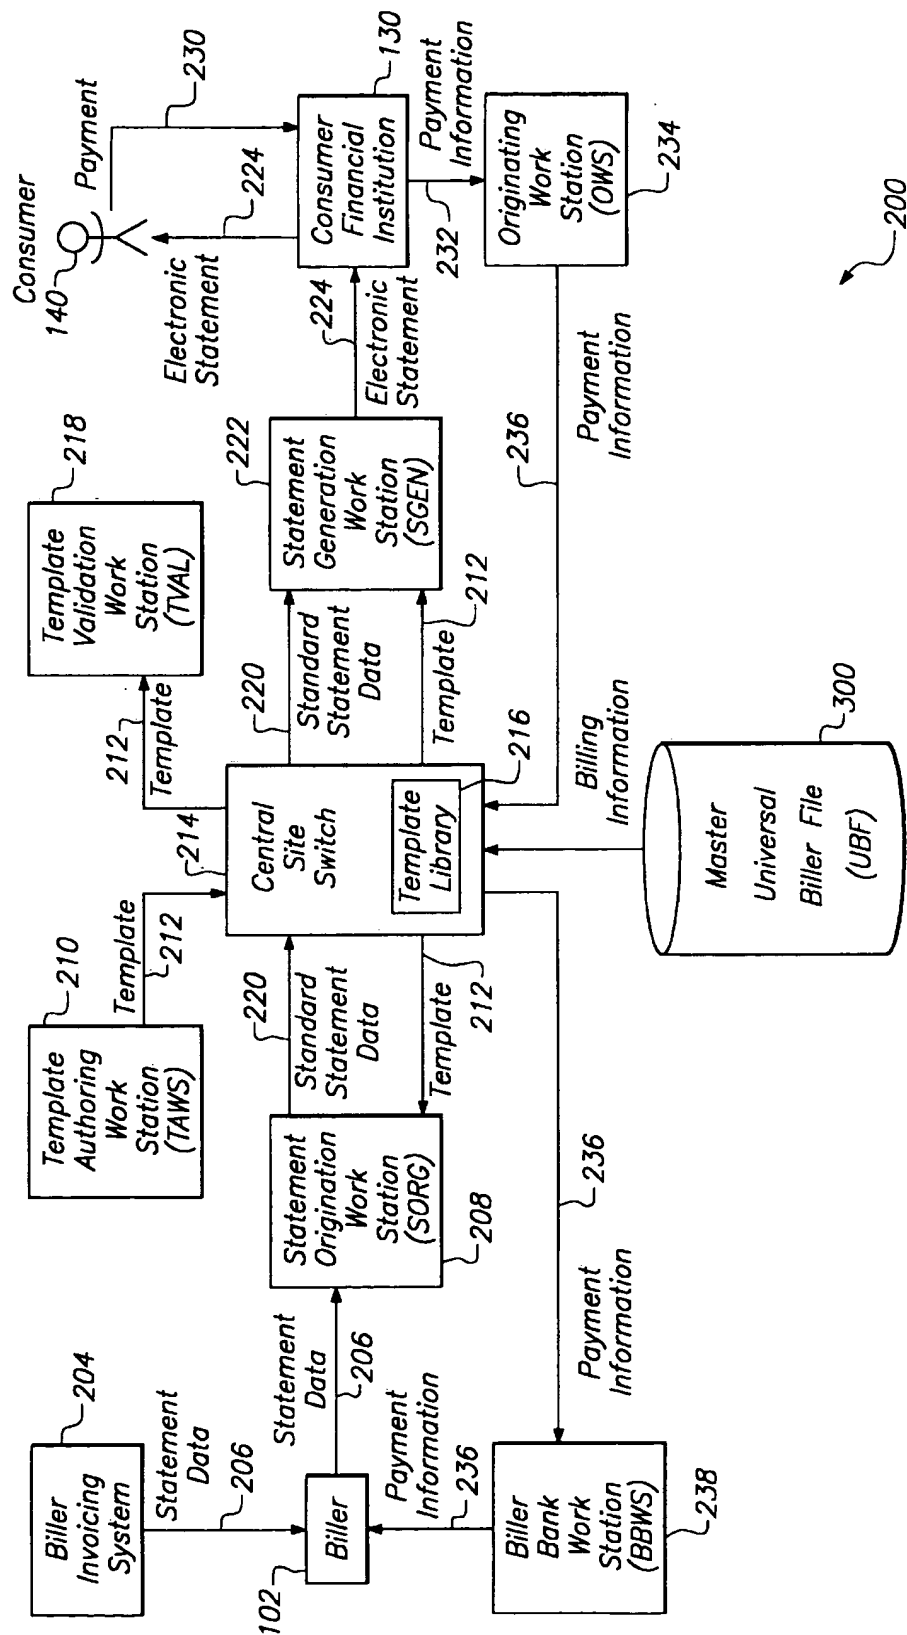 Consumer
140
Payment
230
Electronic
Statement
224
Consumer
Financial
Institution
130
Payment
Information
232
Originating
Work
Station
(OWS)
234
200
Template
Validation
Work
Station
(TVAL)
218
212
Template
222
Statement
Generation
Work
Station
(SGEN)
224
Electronic
Statement
220
Standard
Statement
Data
Template
212
236
Payment
Information
Template
Authoring
Work
Station
(TAWS)
210
Template
212
214
Central
Site
Switch
Template
Library
216
Billing
Information
Master
Universal
Biller File
(UBF)
300
220
Standard
Statement
Data
Template
212
Statement
Origination
Work
Station
(SORG)
208
236
Payment
Information
Biller
Invoicing
System
204
Statement
Data
206
Biller
102
Statement
Data
206
Payment
Information
236
Biller
Bank
Work
Station
(BBWS)
238